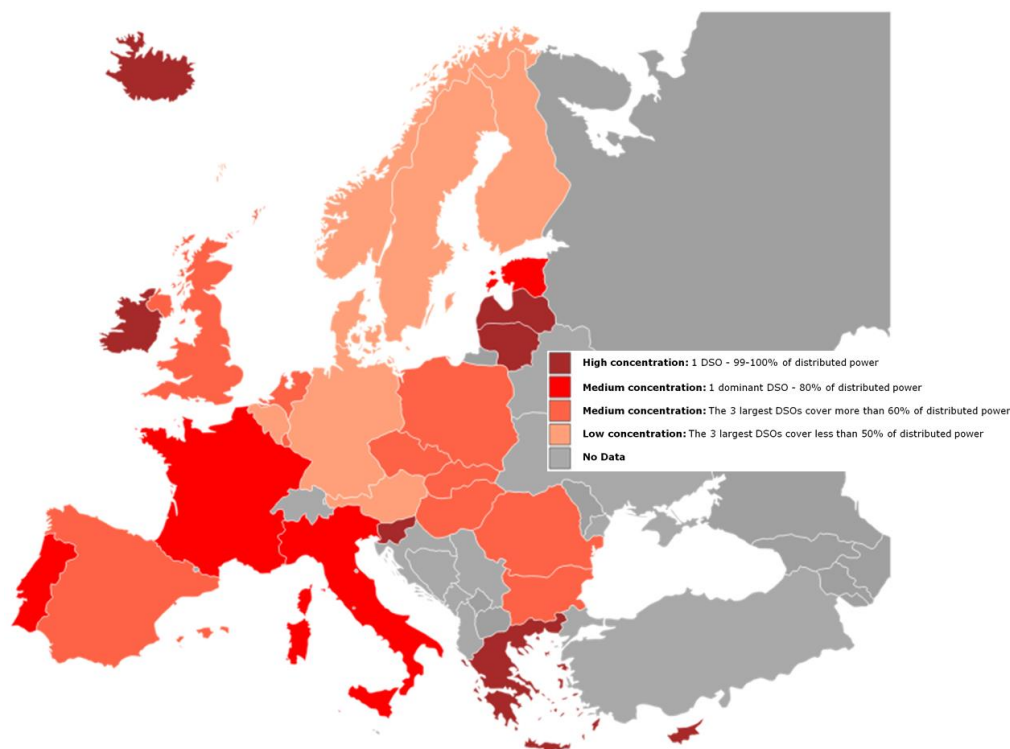 High concentration: 1 DSO - 99-100% of distributed power
Medium concentration: 1 dominant DSO - 80% of distributed power
Medium concentration: The 3 largest DSOs cover more than 60% of distributed power
Low concentration: The 3 largest DSOs cover less than 50% of distributed power
No Data